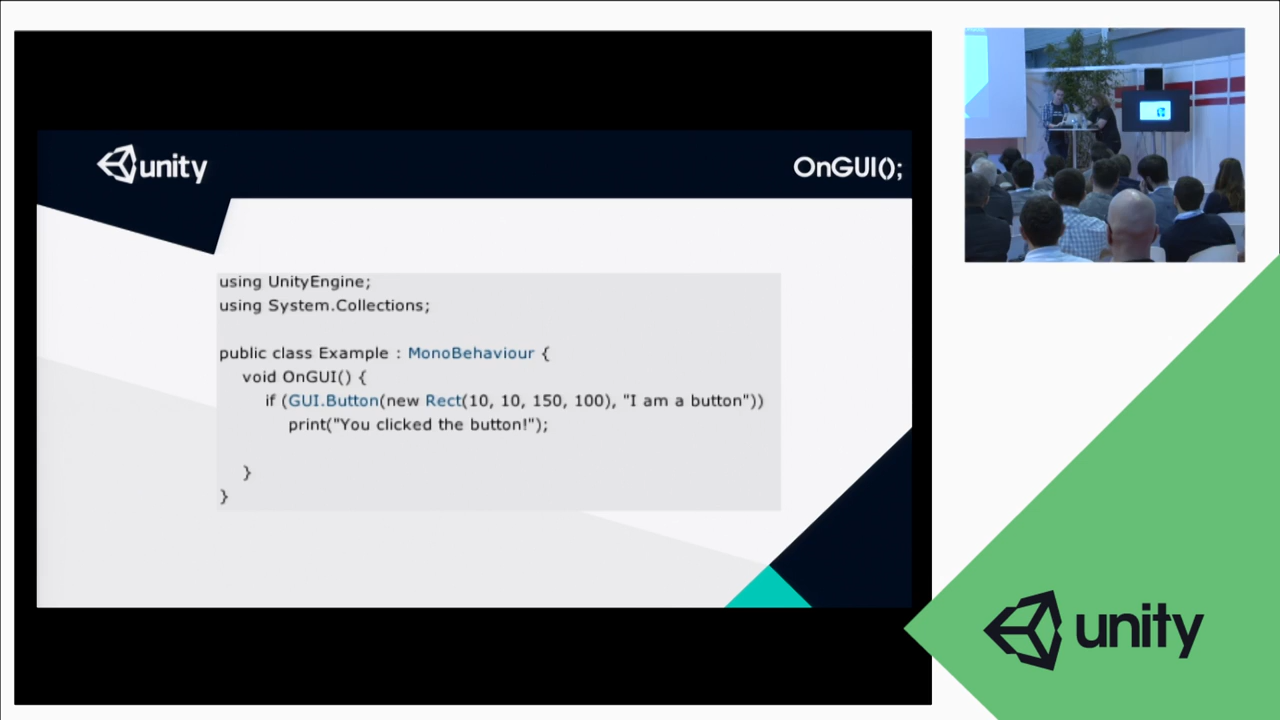 unity
OnGUI();
using UnityEngine;
using System.Collections;
public class Example : MonoBehaviour {
void OnGUI() {
if (GUI.Button(new Rect(10, 10, 150, 100), "I am a button"))
print("You clicked the button!");
}
}
unity